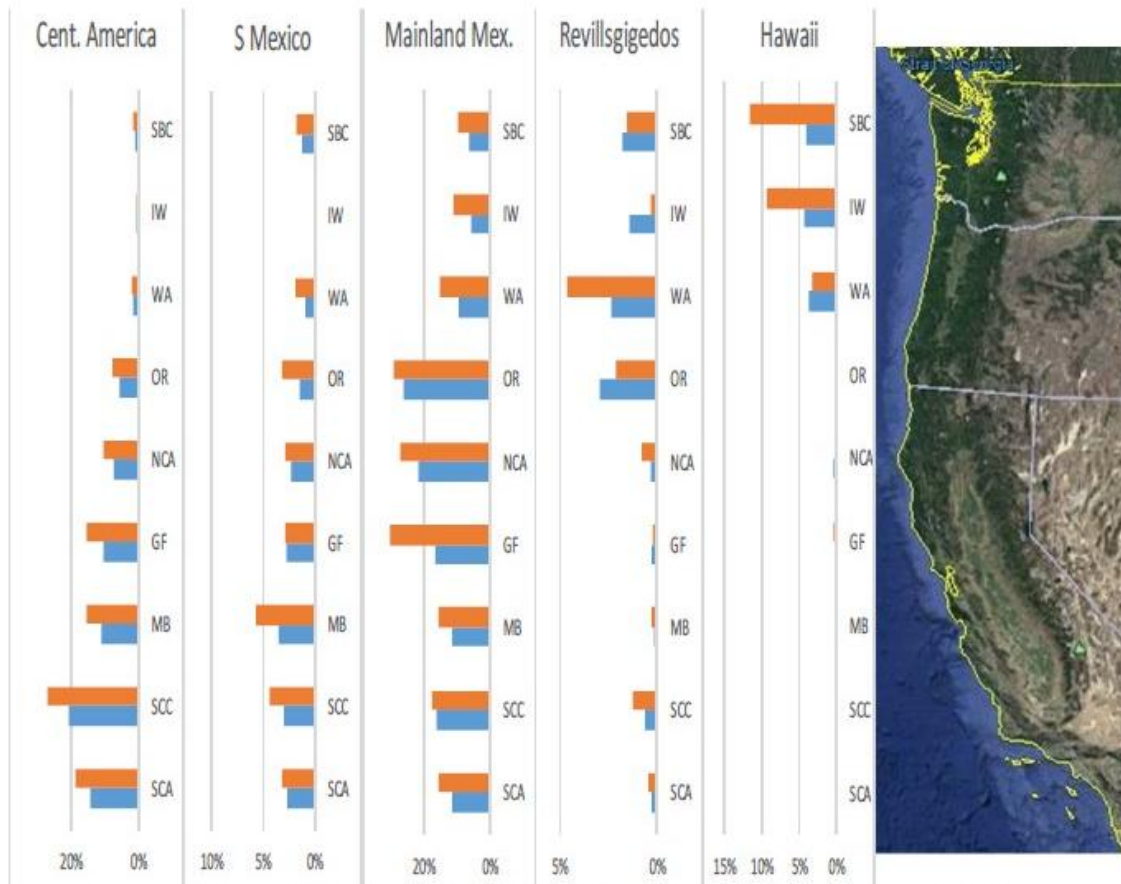 Cent. America
S Mexico
Mainland Mex.
Revillsgigedos
Hawaii
SBC
SBC
SBC
SBC
SBC
IW
IW
IW
IW
IW
WA
WA
WA
WA
WA
OR
OR
OR
OR
OR
NCA
NCA
NCA
NCA
NCA
GF
GF
GF
GF
GF
MB
MB
MB
MB
MB
SCC
SCC
SCC
SCC
SCC
SCA
SCA
SCA
SCA
SCA
20% 0%
10% 5% 0%
20% 0%
5% 0%
15% 10% 5% 0%